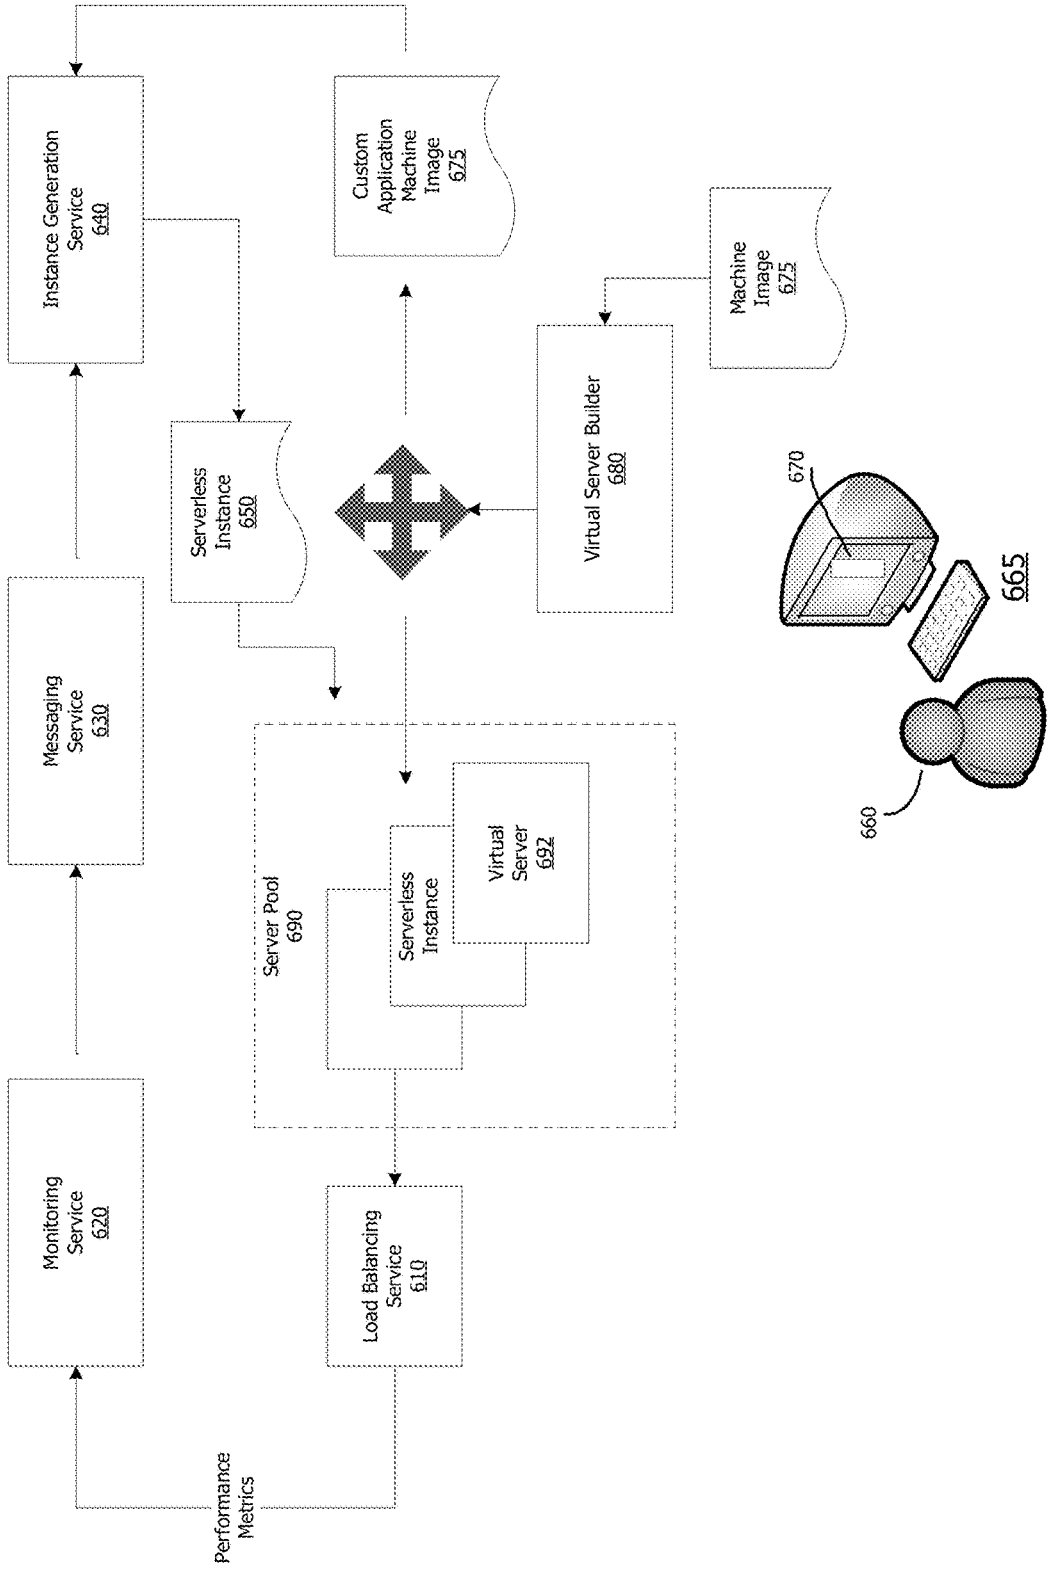 Performance
Metrics
Monitoring
Service
620
Messaging
Service
630
Instance Generation
Service
640
Serverless
Instance
650
Load Balancing
Service
610
Server Pool
690
Serverless
Instance
Virtual
Server
692
Custom
Application
Machine
Image
675
Virtual Server Builder
680
Machine
Image
675
660
670
665